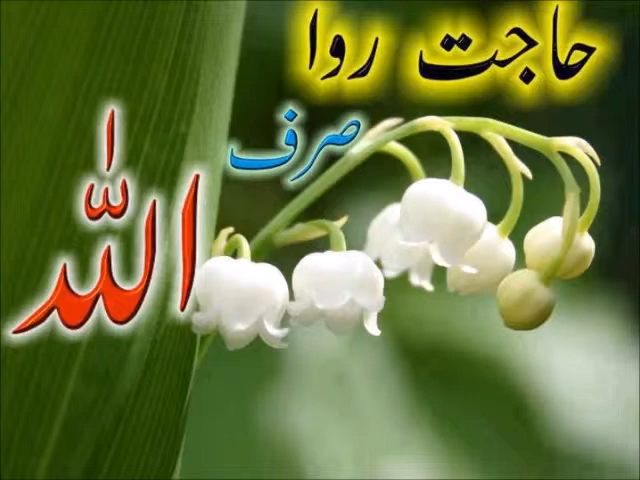 حاجت روا
صرف
اللہ